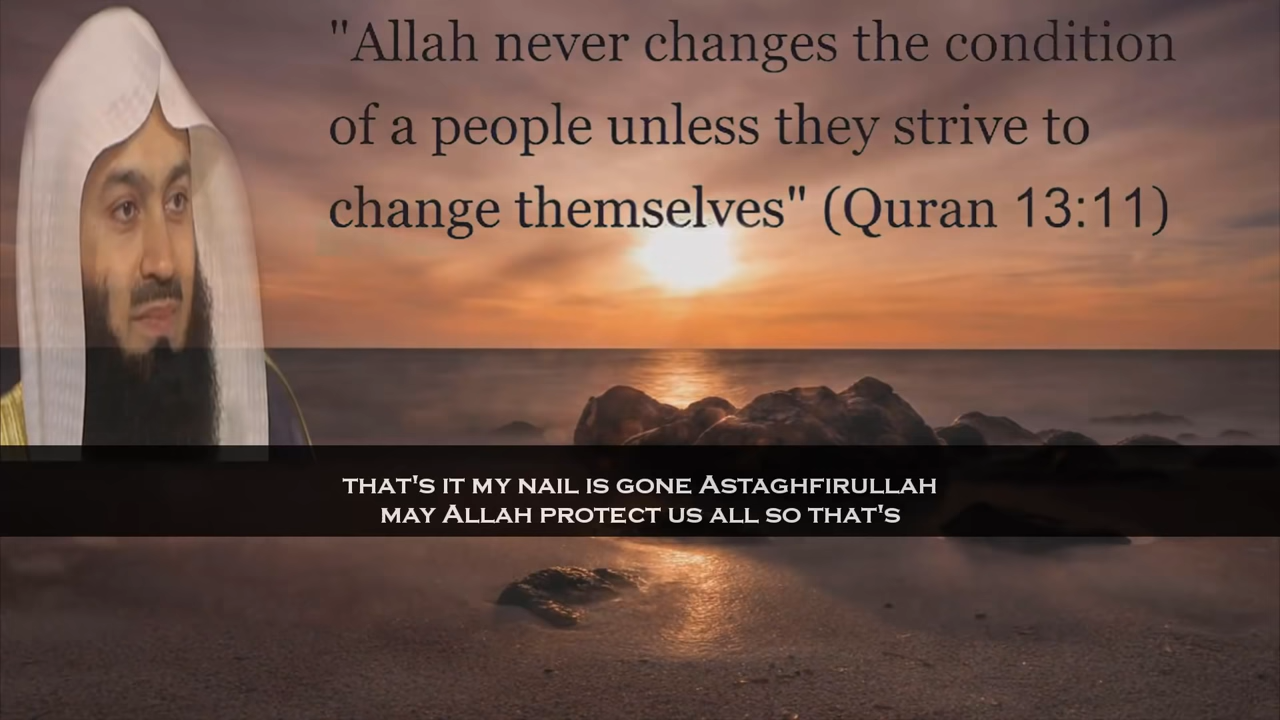 "Allah never changes the condition
of a people unless they strive to
change themselves" (Quran 13:11)
THAT'S IT MY NAIL IS GONE ASTAGHFIRULLAH
MAY ALLAH PROTECT US ALL SO THAT'S